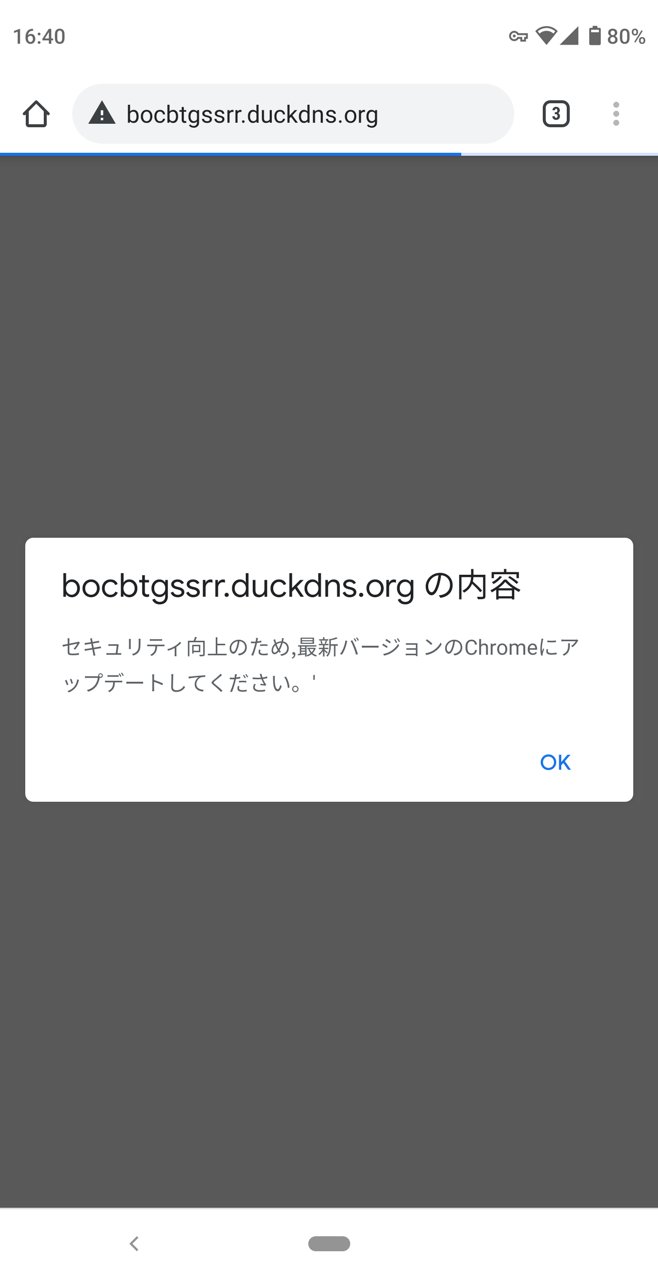 16:40
80%
bocbtgssrr.duckdns.org
3
bocbtgssrr.duckdns.org の内容
セキュリティ向上のため,最新バージョンのChromeにア
ップデートしてください。'
OK